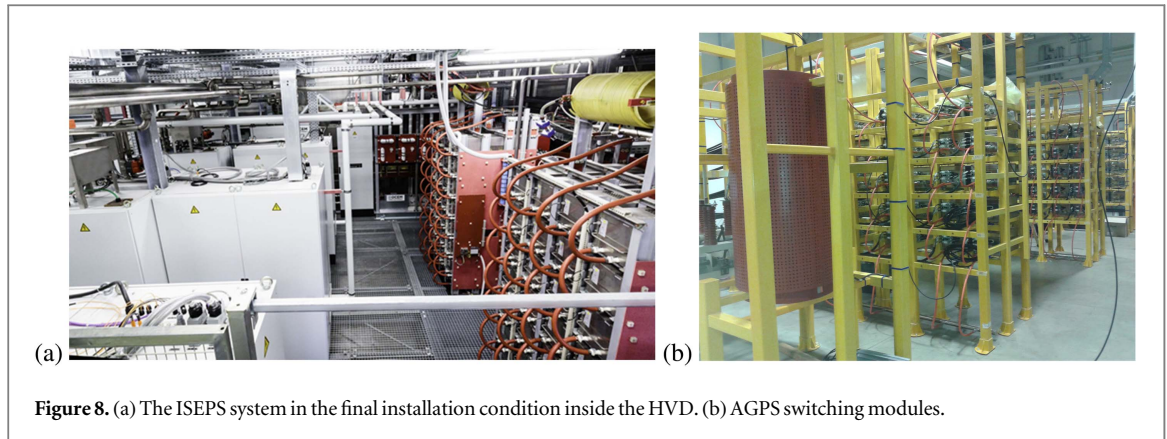 (a)
(b)
Figure 8. (a) The ISEPS system in the final installation condition inside the HVD. (b) AGPS switching modules.